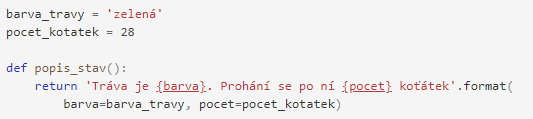 barva_travy = 'zelená'
pocet_kotatek = 28
def popis_stav():
    return 'Tráva je {barva}. Prohání se po ní {pocet} koťátek'.format(
        barva=barva_travy, pocet=pocet_kotatek)